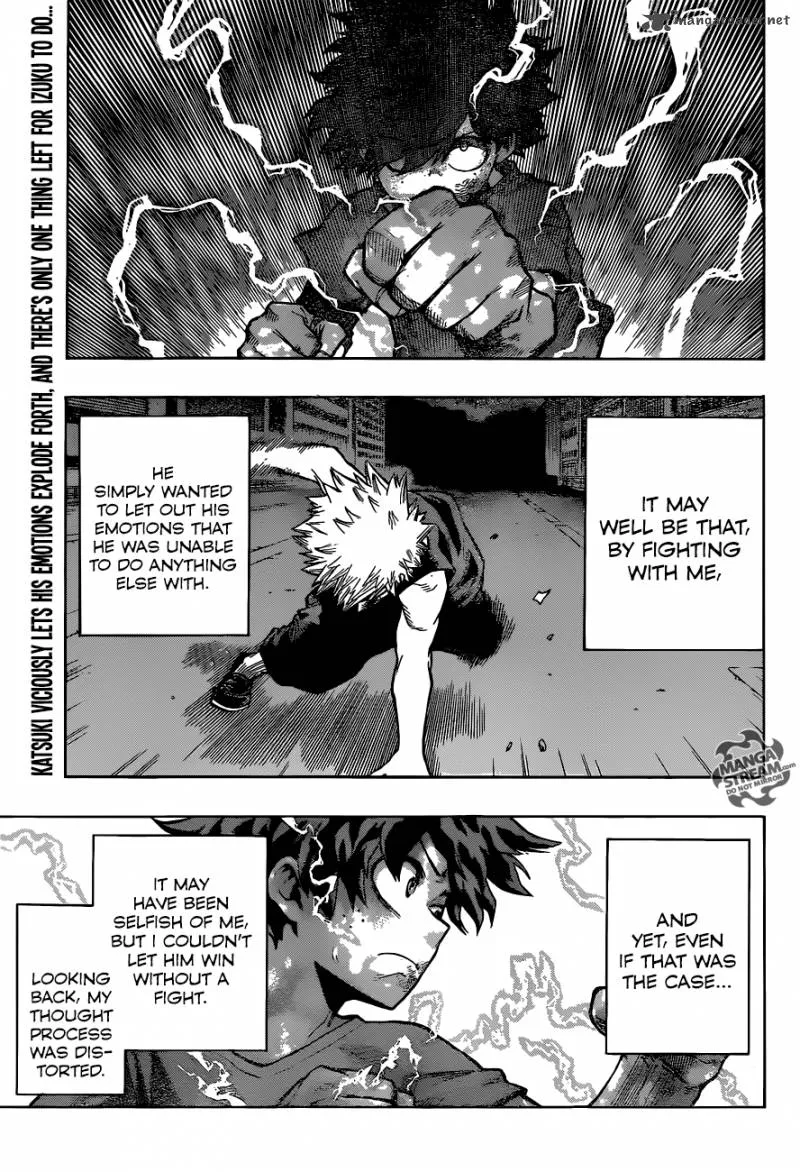 KATSUKI VICIOUSLY LETS HIS EMOTIONS EXPLODE FORTH, AND THERE'S ONLY ONE THING LEFT FOR IZUKU TO DO...
IT MAY
WELL BE THAT,
BY FIGHTING
WITH ME,
HE
SIMPLY WANTED
TO LET OUT HIS
EMOTIONS THAT
HE WAS UNABLE
TO DO ANYTHING
ELSE WITH.
MANGA
STREAM.com
DO NOT MIRROR
AND
YET, EVEN
IF THAT WAS
THE CASE...
IT MAY
HAVE BEEN
SELFISH OF ME,
BUT I COULDN'T
LET HIM WIN
WITHOUT A
FIGHT.
LOOKING
BACK, MY
THOUGHT
PROCESS
WAS DIS-
TORTED.